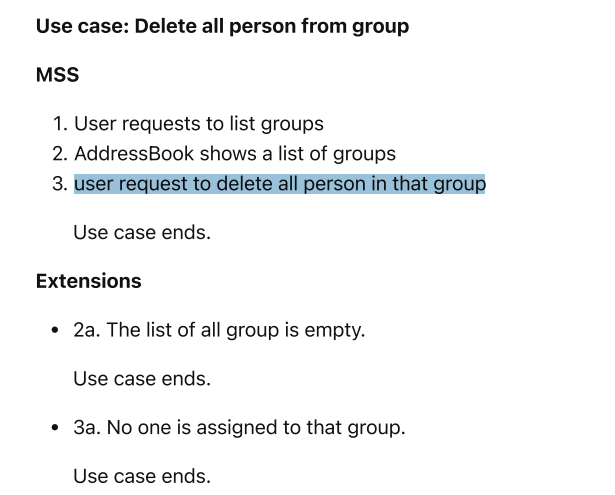 Use case: Delete all person from group
MSS
1. User requests to list groups
2. AddressBook shows a list of groups
3. user request to delete all person in that group
Use case ends.
Extensions
• 2a. The list of all group is empty.
Use case ends.
• 3a. No one is assigned to that group.
Use case ends.